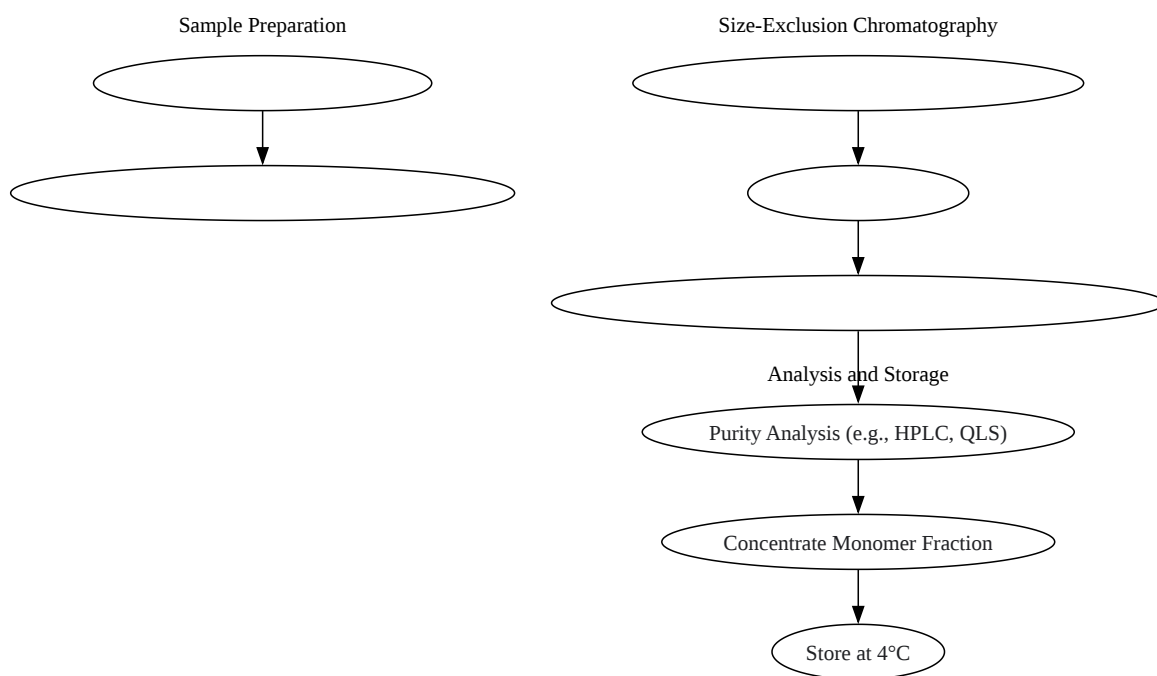 Sample Preparation
Size-Exclusion Chromatography
Analysis and Storage
Purity Analysis (e.g., HPLC, QLS)
Concentrate Monomer Fraction
Store at 4°C